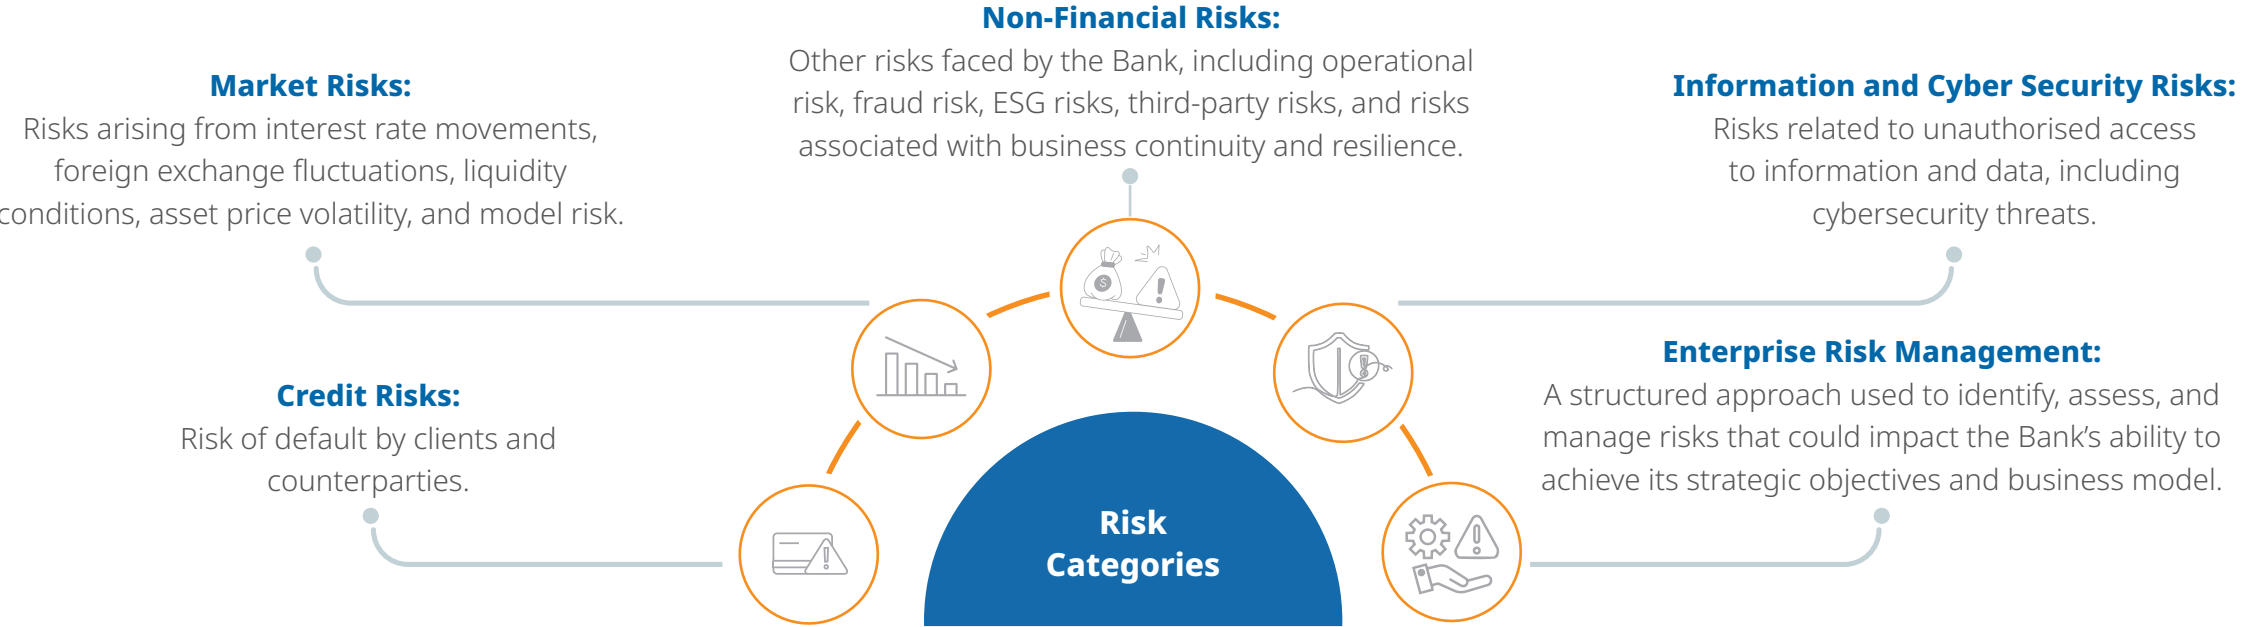 Non-Financial Risks:
Other risks faced by the Bank, including operational
risk, fraud risk, ESG risks, third-party risks, and risks
associated with business continuity and resilience.
Market Risks:
Risks arising from interest rate movements,
foreign exchange fluctuations, liquidity
conditions, asset price volatility, and model risk.
Information and Cyber Security Risks:
Risks related to unauthorised access
to information and data, including
cybersecurity threats.
Credit Risks:
Risk of default by clients and
counterparties.
Enterprise Risk Management:
A structured approach used to identify, assess, and
manage risks that could impact the Bank’s ability to
achieve its strategic objectives and business model.
Risk
Categories